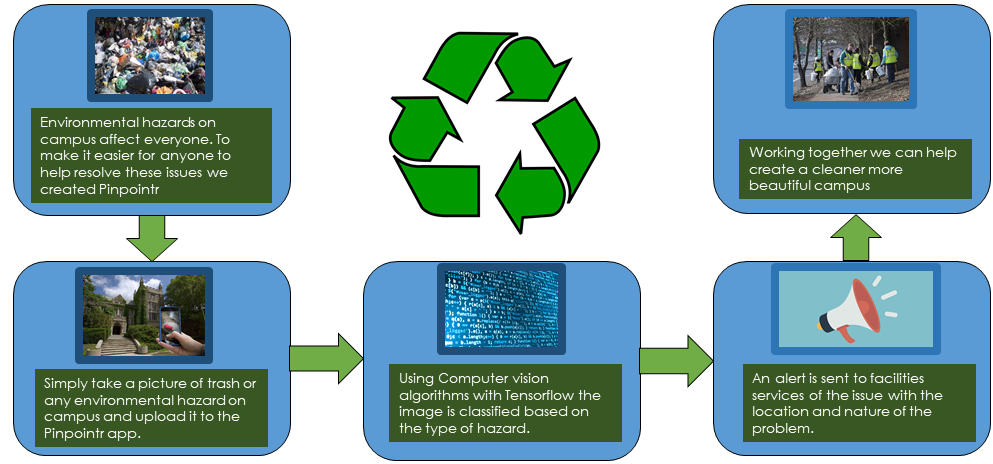 Environmental hazards on
campus affect everyone. To
make it easier for anyone to
help resolve these issues we
created Pinpointr
Simply take a picture of trash or
any environmental hazard on
campus and upload it to the
Pinpointr app.
Using Computer vision
algorithms with Tensorflow the
image is classified based on
the type of hazard.
An alert is sent to facilities
services of the issue with the
location and nature of the
problem.
Working together we can help
create a cleaner more
beautiful campus